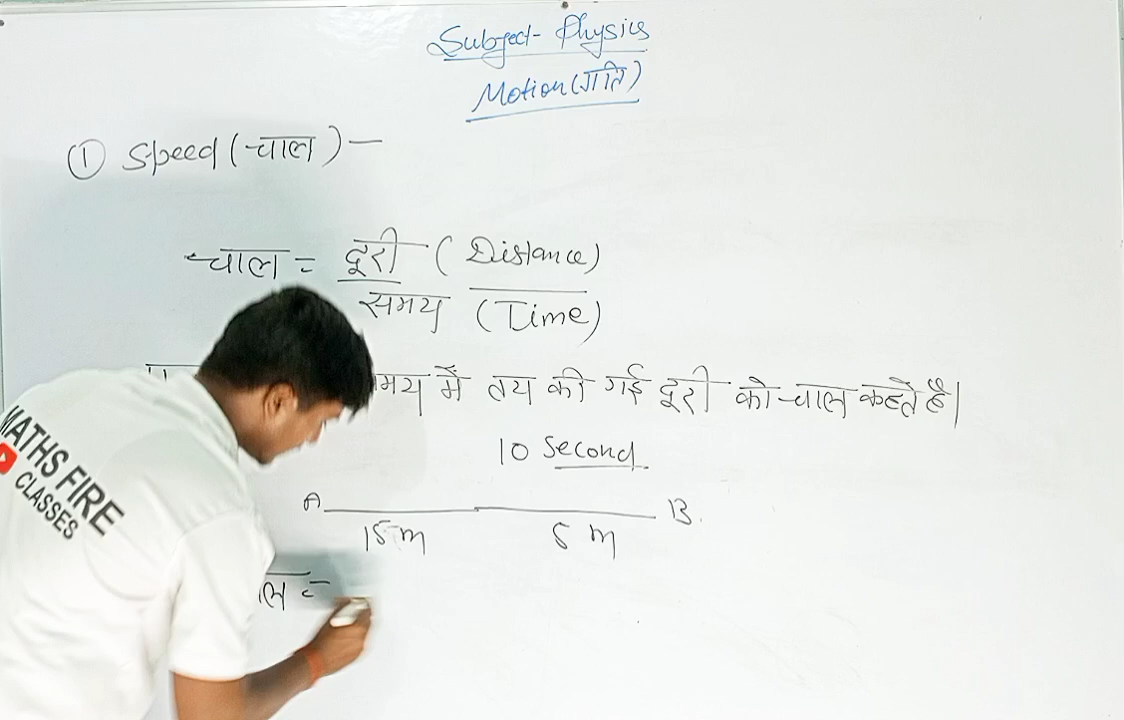 Subject- Physics
Motion (गति)
① Speed (चाल) —
चाल = दूरी (Distance)
समय (Time)
मय में तय की गई दूरी को चाल कहते है|
10 Second
A B.
15 m 5 m
ल =
MATHS FIRE
CLASSES